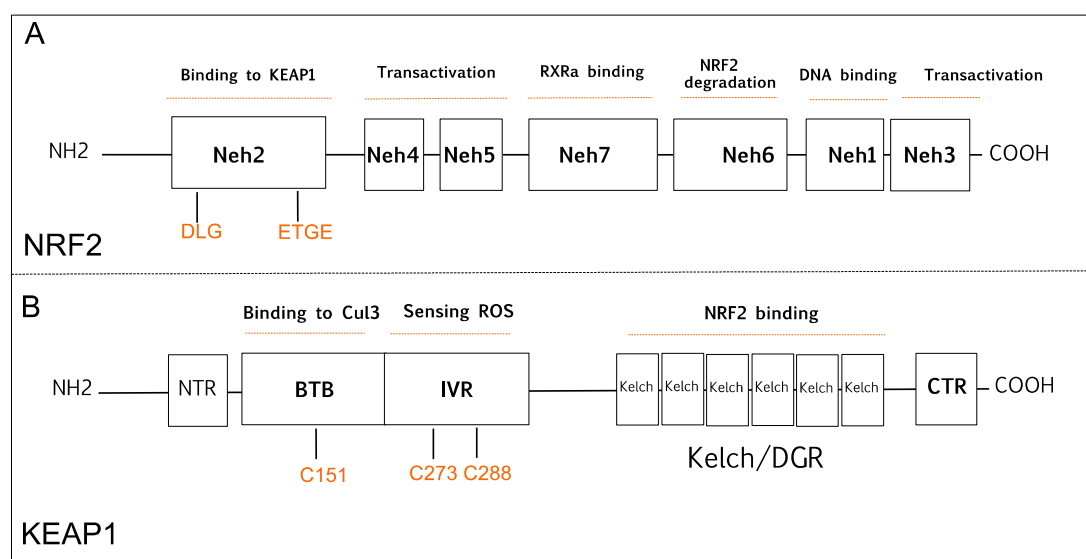 A
Binding to KEAP1
Transactivation
RXRa binding
NRF2
degradation
DNA binding
Transactivation
NH2
Neh2
Neh4
Neh5
Neh7
Neh6
Neh1
Neh3
COOH
DLG
ETGE
NRF2
B
Binding to Cul3
Sensing ROS
NRF2 binding
NH2
NTR
BTB
IVR
Kelch
Kelch
Kelch
Kelch
Kelch
Kelch
CTR
COOH
C151
C273
C288
Kelch/DGR
KEAP1